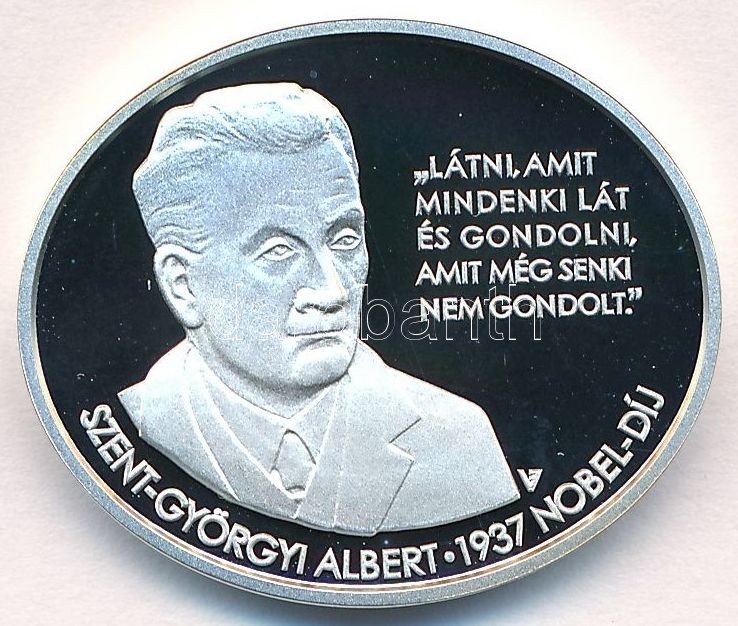 „LÁTNI, AMIT
MINDENKI LÁT
ÉS GONDOLNI,
AMIT MÉG SENKI
NEM GONDOLT."
SZENT-GYÖRGYI ALBERT • 1937 NOBEL-DÍJ